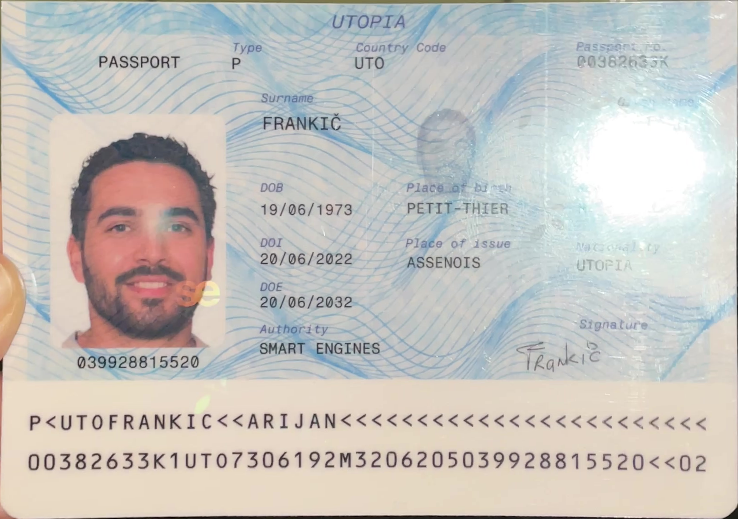 UTOPIA
PASSPORT
Type
P
Country Code
UTO
Passport no.
00382633K
Surname
FRANKIČ
DOB
19/06/1973
Place of birth
PETIT-THIER
DOI
20/06/2022
Place of issue
ASSENOIS
Nationality
UTOPIA
DOE
20/06/2032
Authority
SMART ENGINES
Signature
Frankič
se
039928815520
P<UTOFRANKIC<<ARIJAN<<<<<<<<<<<<<<<<<<<<<<<<
00382633K1UTO7306192M3206205039928815520<<02